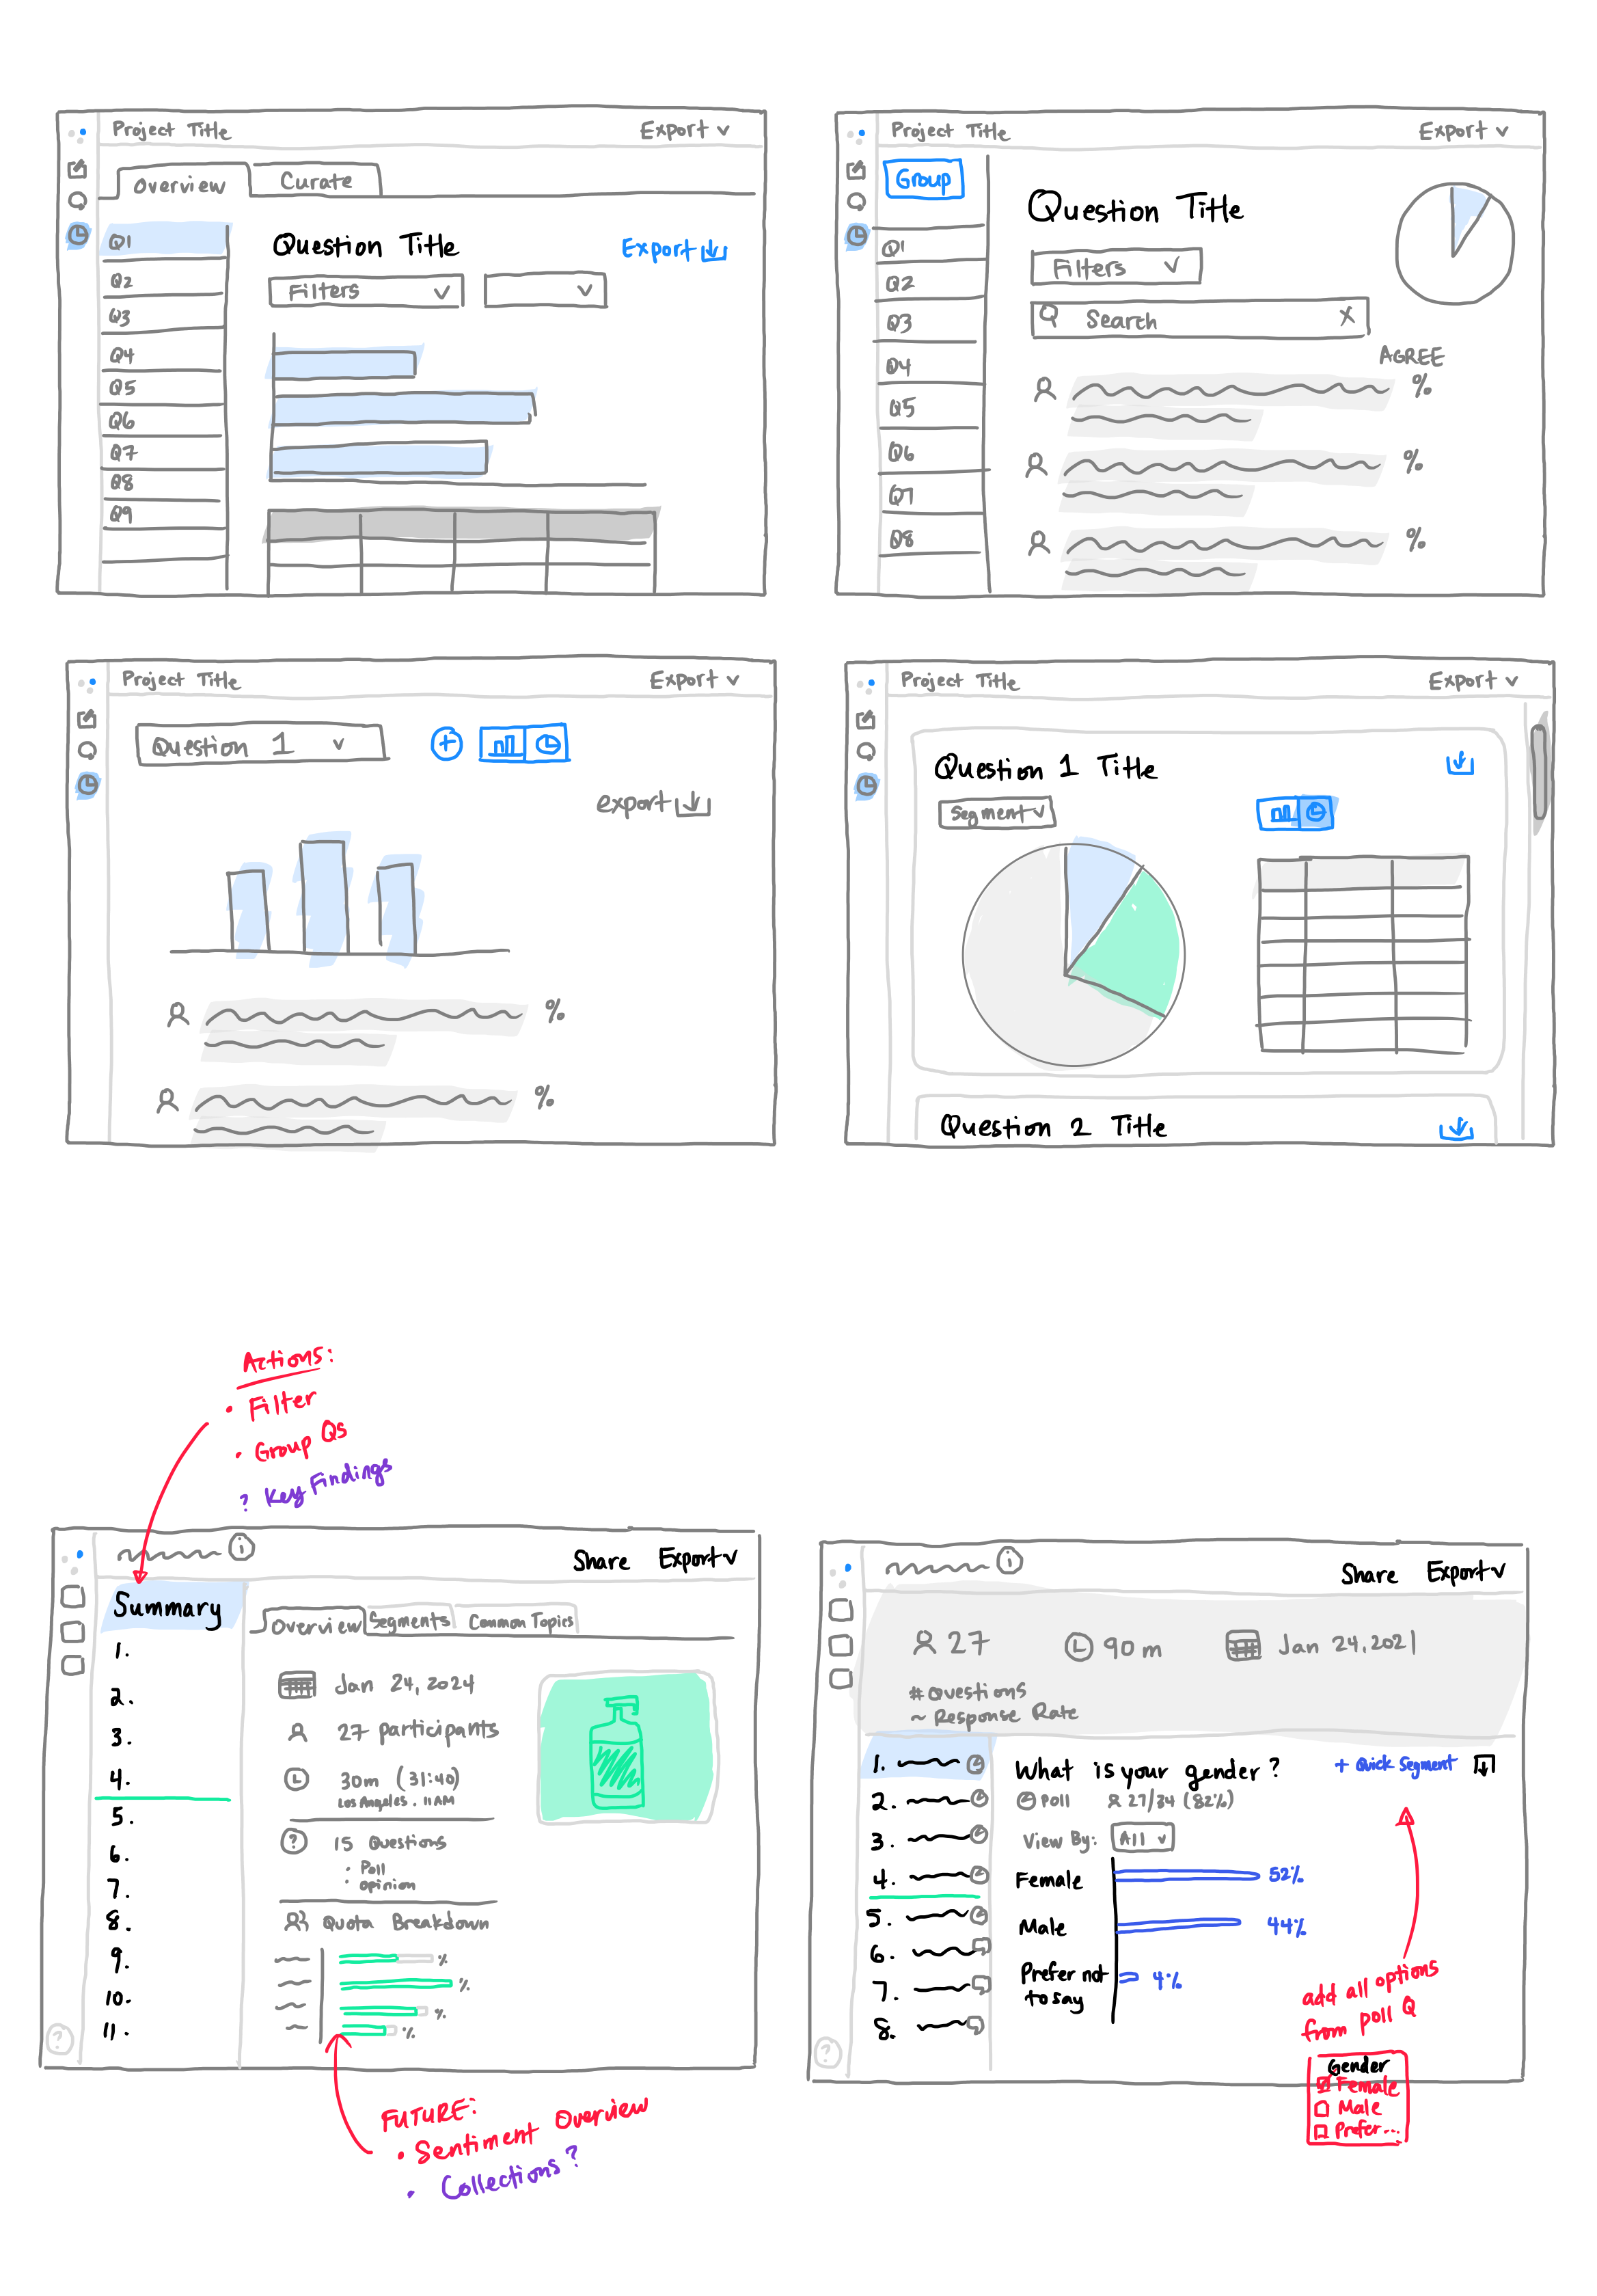 Project Title
Export
Overview
Curate
Q1
Q2
Q3
Q4
Q5
Q6
Q7
Q8
Q9
Question Title
Export
Filters
Project Title
Export
Group
Q1
Q2
Q3
Q4
Q5
Q6
Q7
Q8
Question Title
Filters
Search X
AGREE
%
%
%
Project Title
Export
Question 1
export
%
%
Project Title
Export
Question 1 Title
Segment
Question 2 Title
Actions:
• Filter
• Group Qs
? Key Findings
i
Share Export
Summary
1.
2.
3.
4.
5.
6.
7.
8.
9.
10.
11.
?
Overview
Segments
Common Topics
Jan 24, 2024
27 participants
30m (31:40)
Los Angeles . 11 AM
? 15 Questions
• Poll
• Opinion
Quota Breakdown
%
%
%
%
FUTURE:
• Sentiment Overview
• Collections?
i
Share Export
27
90 m
Jan 24, 2021
# Questions
~ Response Rate
1.
2.
3.
4.
5.
6.
7.
8.
?
What is your gender?
+ Quick Segment
Poll 27/34 (82%)
View By: All
Female 52%
Male 44%
Prefer not
to say 4%
add all options
from poll Q
Gender
Female
Male
Prefer...